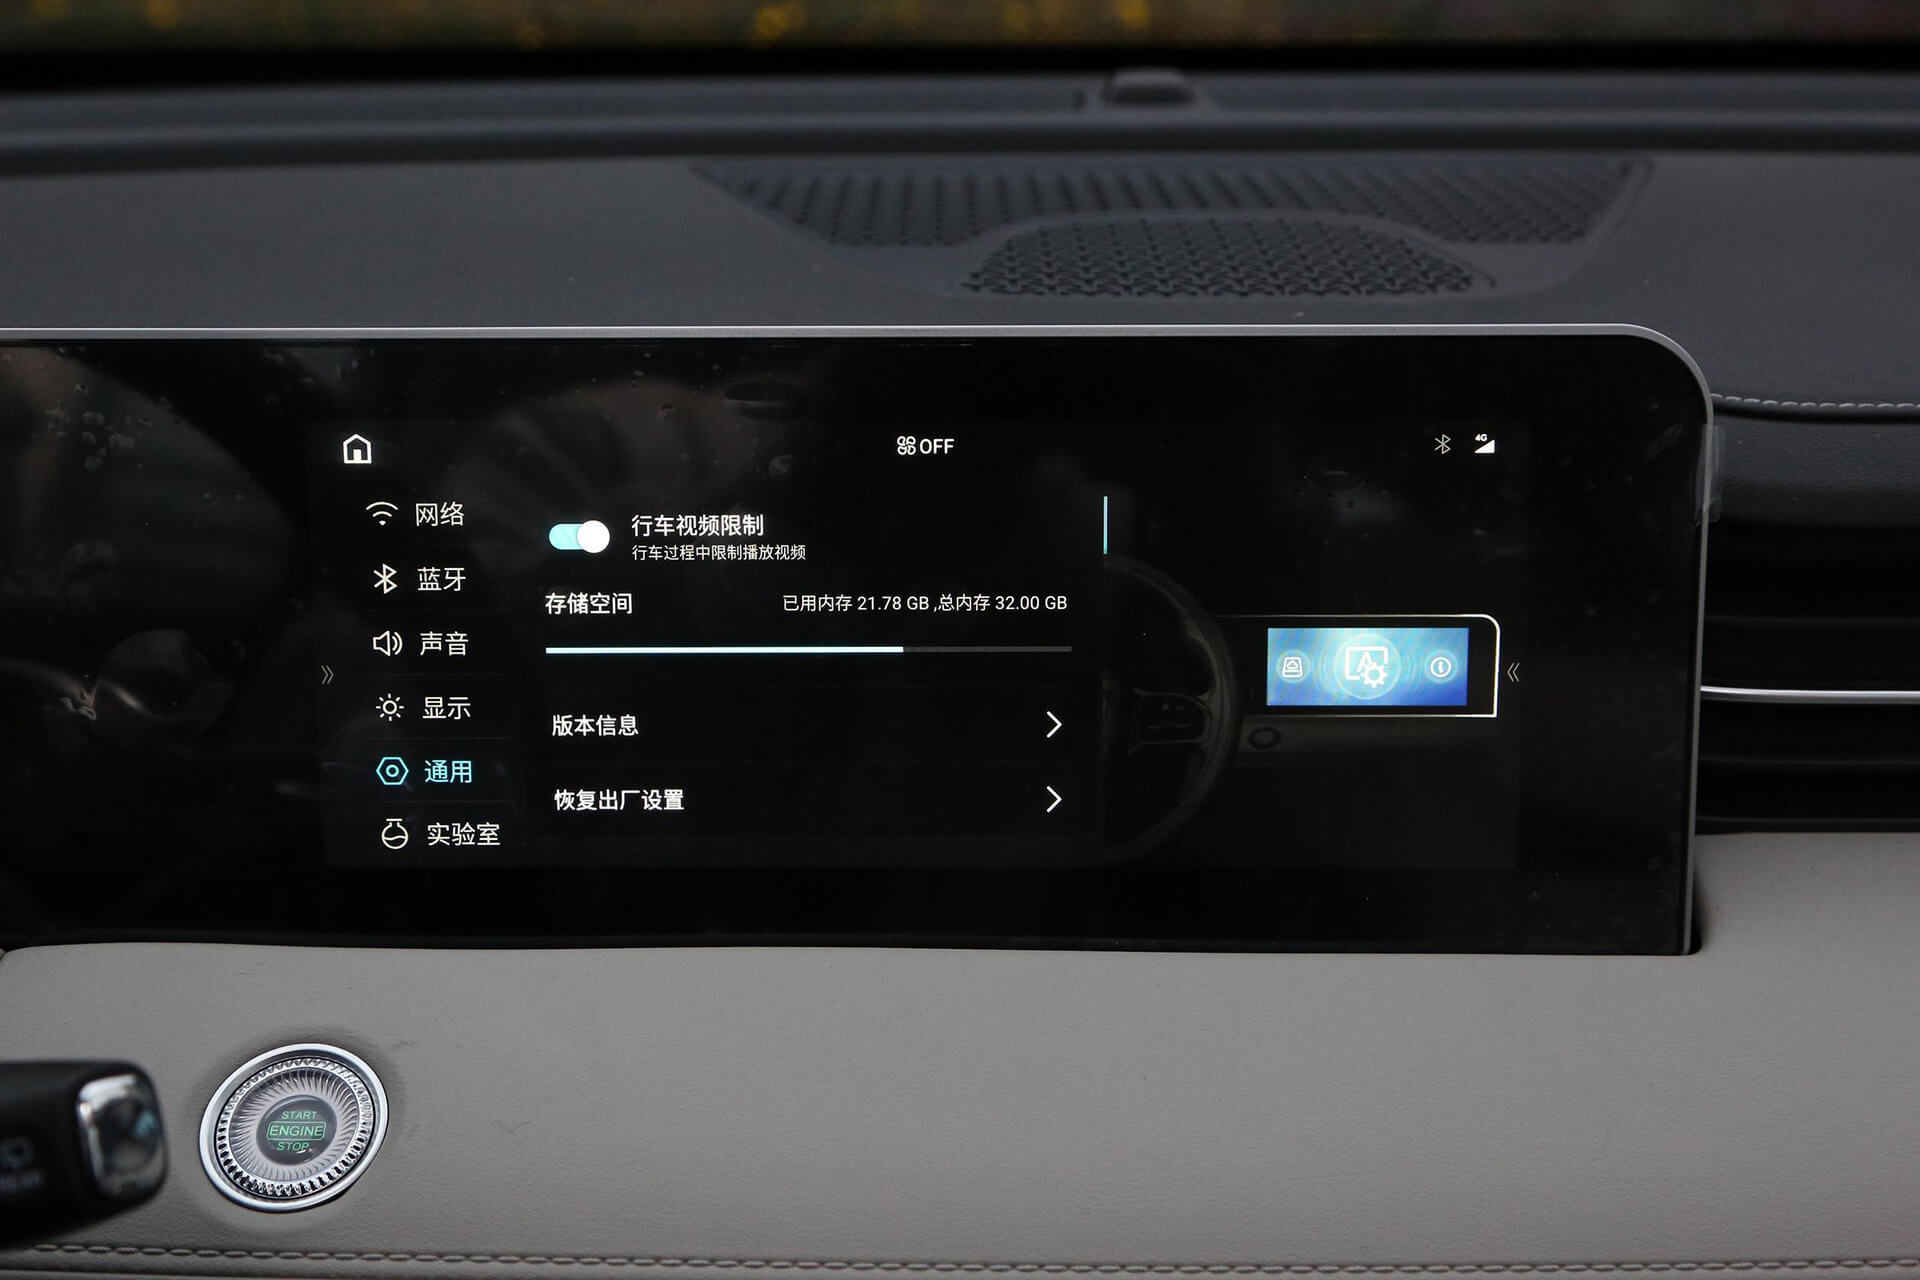 OFF
4G
网络
蓝牙
声音
显示
通用
实验室
行车视频限制
行车过程中限制播放视频
存储空间
已用内存 21.78 GB ,总内存 32.00 GB
版本信息
恢复出厂设置
START
ENGINE
STOP